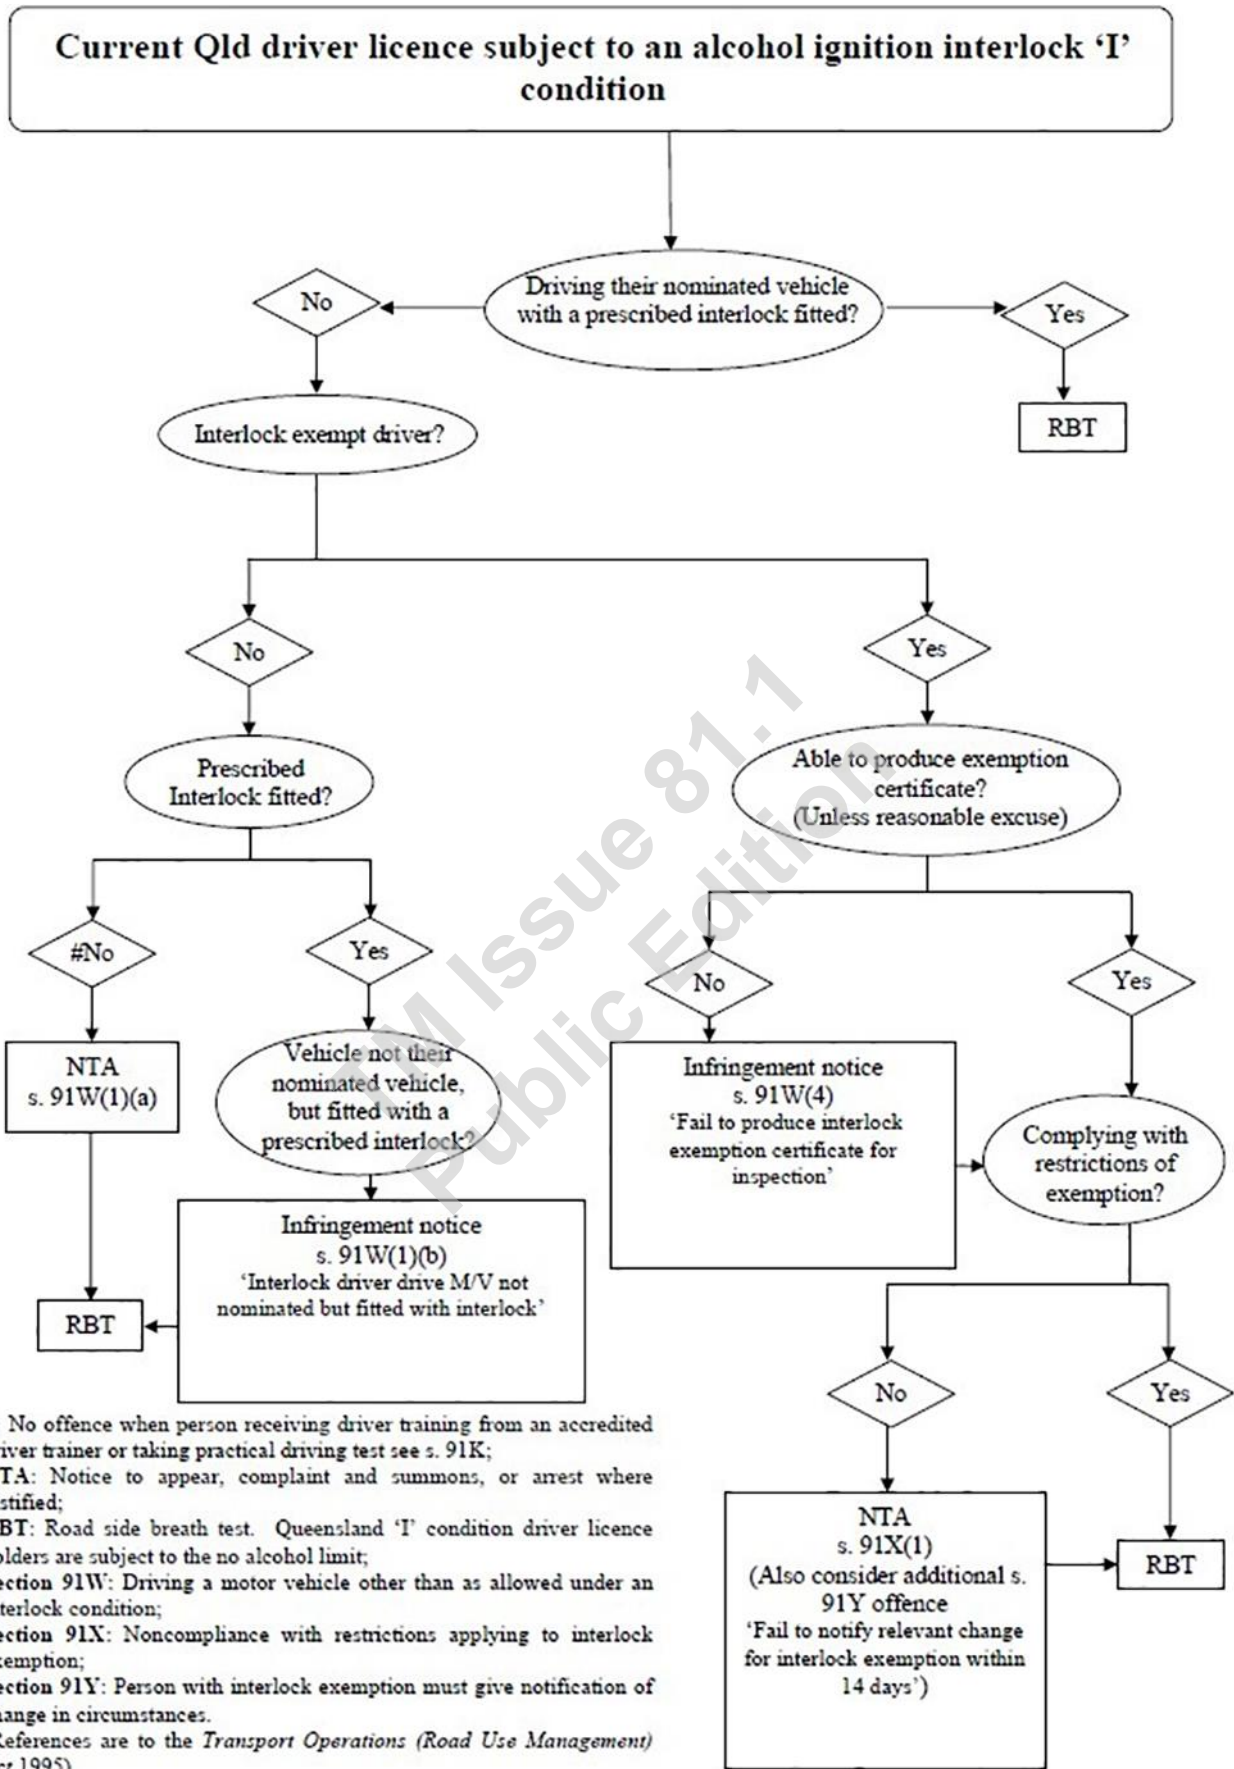 Current Qld driver licence subject to an alcohol ignition interlock ‘I’
condition
Driving their nominated vehicle
with a prescribed interlock fitted?
No
Yes
RBT
Interlock exempt driver?
No
Yes
Prescribed
Interlock fitted?
Able to produce exemption
certificate?
(Unless reasonable excuse)
#No
Yes
No
Yes
NTA
s. 91W(1)(a)
Vehicle not their
nominated vehicle,
but fitted with a
prescribed interlock?
Infringement notice
s. 91W(4)
‘Fail to produce interlock
exemption certificate for
inspection’
Complying with
restrictions of
exemption?
Infringement notice
s. 91W(1)(b)
‘Interlock driver drive M/V not
nominated but fitted with interlock’
RBT
No
Yes
NTA
s. 91X(1)
(Also consider additional s.
91Y offence
‘Fail to notify relevant change
for interlock exemption within
14 days’)
RBT
No offence when person receiving driver training from an accredited
iver trainer or taking practical driving test see s. 91K;
TA: Notice to appear, complaint and summons, or arrest where
stified;
BT: Road side breath test. Queensland ‘I’ condition driver licence
olders are subject to the no alcohol limit;
ection 91W: Driving a motor vehicle other than as allowed under an
terlock condition;
ection 91X: Noncompliance with restrictions applying to interlock
emption;
ection 91Y: Person with interlock exemption must give notification of
ange in circumstances.
References are to the Transport Operations (Road Use Management)
ct 1995)
TM Issue 81.1
Public Edition